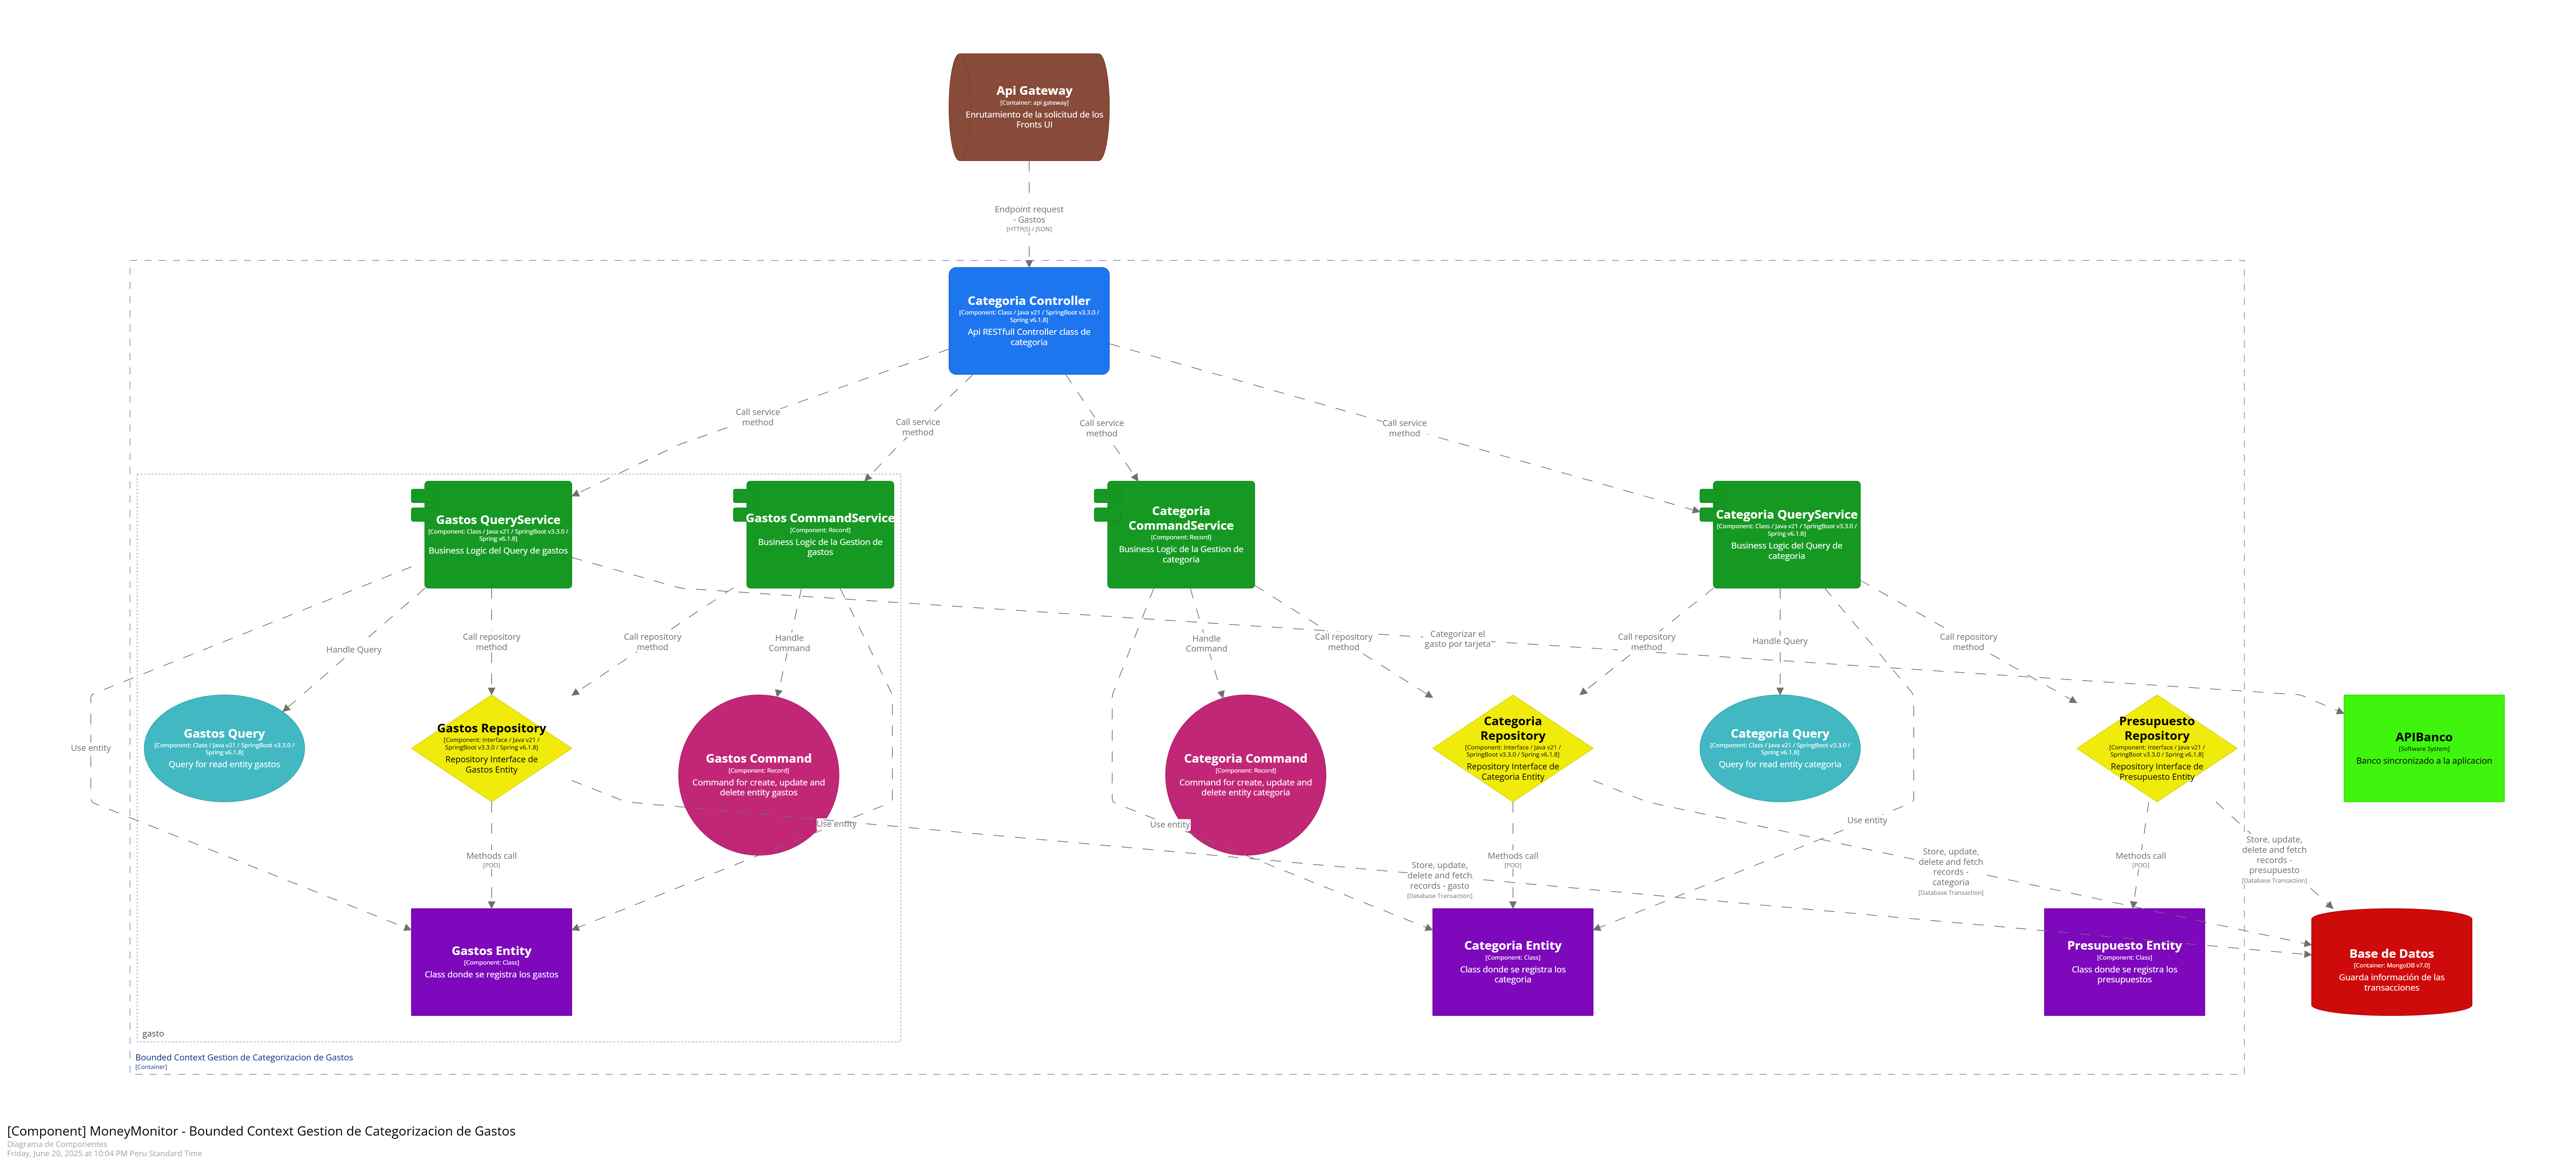 Api Gateway
[Container: api gateway]
Enrutamiento de la solicitud de los
Fronts UI
Endpoint request
- Gastos
[HTTP[S] / JSON]
Categoria Controller
[Component: Class / Java v21 / SpringBoot v3.3.0 /
Spring v6.1.8]
Api RESTfull Controller class de
categoria
Call service
method
Call service
method
Call service
method
Call service
method
Gastos QueryService
[Component: Class / Java v21 / SpringBoot v3.3.0 /
Spring v6.1.8]
Business Logic del Query de gastos
Gastos CommandService
[Component: Record]
Business Logic de la Gestion de
gastos
Categoria
CommandService
[Component: Record]
Business Logic de la Gestion de
categoria
Categoria QueryService
[Component: Class / Java v21 / SpringBoot v3.3.0 /
Spring v6.1.8]
Business Logic del Query de
categoria
Handle Query
Call repository
method
Call repository
method
Handle
Command
Handle
Command
Call repository
method
Categorizar el
gasto por tarjeta
Call repository
method
Handle Query
Call repository
method
Use entity
Gastos Query
[Component: Class / Java v21 / SpringBoot v3.3.0 /
Spring v6.1.8]
Query for read entity gastos
Gastos Repository
[Component: Interface / Java v21 /
SpringBoot v3.3.0 / Spring v6.1.8]
Repository Interface de
Gastos Entity
Gastos Command
[Component: Record]
Command for create, update and
delete entity gastos
Categoria Command
[Component: Record]
Command for create, update and
delete entity categoria
Categoria
Repository
[Component: Interface / Java v21 /
SpringBoot v3.3.0 / Spring v6.1.8]
Repository Interface de
Categoria Entity
Categoria Query
[Component: Class / Java v21 / SpringBoot v3.3.0 /
Spring v6.1.8]
Query for read entity categoria
Presupuesto
Repository
[Component: Interface / Java v21 /
SpringBoot v3.3.0 / Spring v6.1.8]
Repository Interface de
Presupuesto Entity
APIBanco
[Software System]
Banco sincronizado a la aplicacion
Use entity
Use entity
Use entity
Methods call
[POO]
Store, update,
delete and fetch
records - gasto
[Database Transaction]
Methods call
[POO]
Store, update,
delete and fetch
records -
categoria
[Database Transaction]
Methods call
[POO]
Store, update,
delete and fetch
records -
presupuesto
[Database Transaction]
Gastos Entity
[Component: Class]
Class donde se registra los gastos
Categoria Entity
[Component: Class]
Class donde se registra los
categoria
Presupuesto Entity
[Component: Class]
Class donde se registra los
presupuestos
Base de Datos
[Container: MongoDB v7.0]
Guarda información de las
transacciones
gasto
Bounded Context Gestion de Categorizacion de Gastos
[Container]
[Component] MoneyMonitor - Bounded Context Gestion de Categorizacion de Gastos
Diagrama de Componentes
Friday, June 20, 2025 at 10:04 PM Peru Standard Time